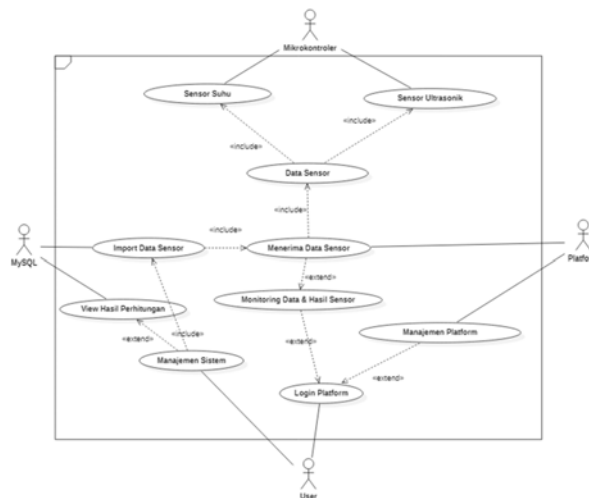 Mikrokontroler
Sensor Suhu
Sensor Ultrasonik
<include>
<include>
Data Sensor
<include>
MySQL
Import Data Sensor
<include>
Menerima Data Sensor
Platform
<extend>
View Hasil Perhitungan
Monitoring Data & Hasil Sensor
Manajemen Platform
<include>
<extend>
<extend>
Manajemen Sistem
<extend>
Login Platform
User